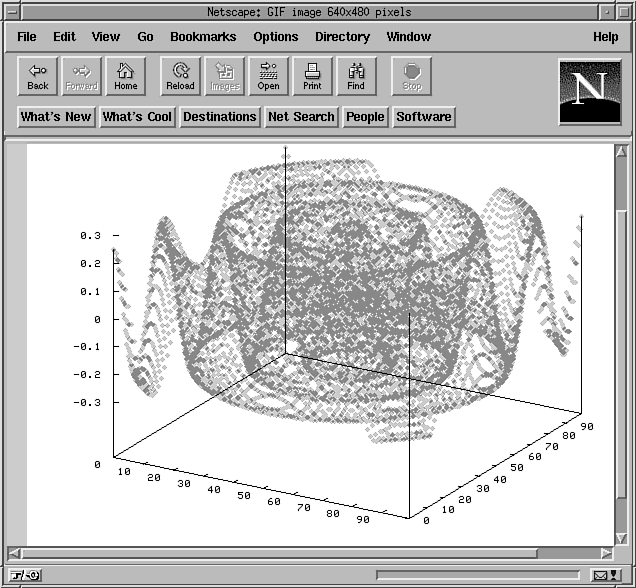 Netscape: GIF image 640x480 pixels
File Edit View Go Bookmarks Options Directory Window Help
Back Forward Home Reload Images Open Print Find Stop
N
What's New What's Cool Destinations Net Search People Software
0.3
0.2
0.1
0
-0.1
-0.2
-0.3
0 10 20 30 40 50 60 70 80 90
0 10 20 30 40 50 60 70 80 90